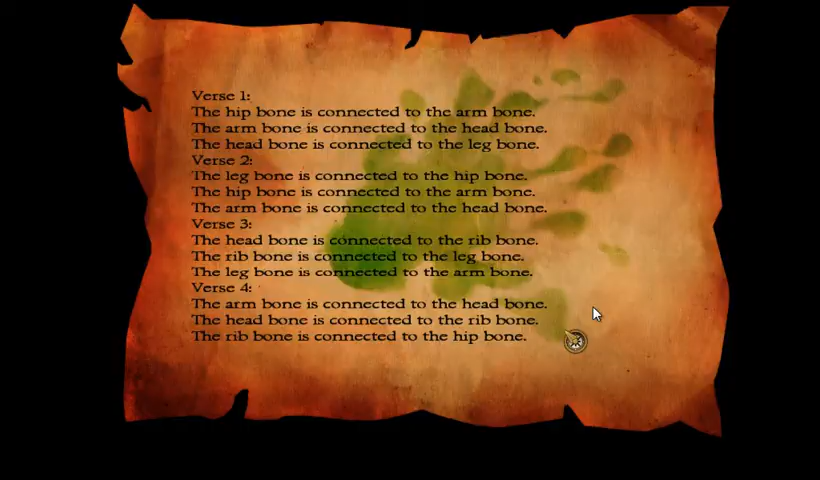 Verse 1:
The hip bone is connected to the arm bone.
The arm bone is connected to the head bone.
The head bone is connected to the leg bone.
Verse 2:
The leg bone is connected to the hip bone.
The hip bone is connected to the arm bone.
The arm bone is connected to the head bone.
Verse 3:
The head bone is connected to the rib bone.
The rib bone is connected to the leg bone.
The leg bone is connected to the arm bone.
Verse 4:
The arm bone is connected to the head bone.
The head bone is connected to the rib bone.
The rib bone is connected to the hip bone.